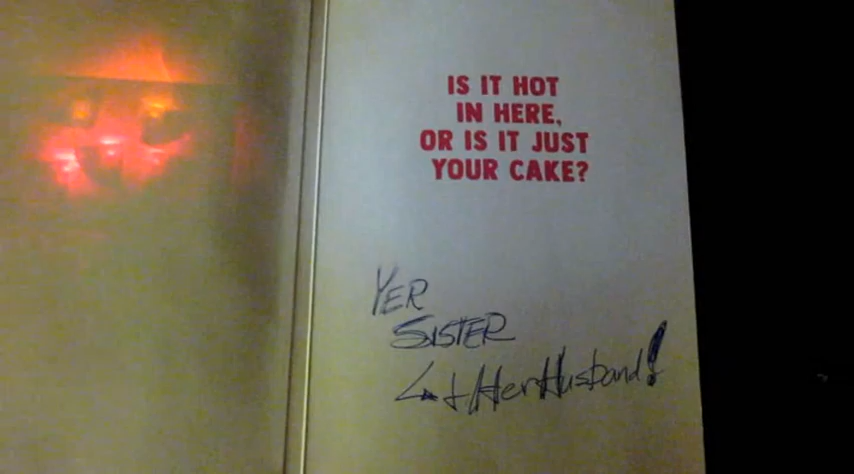 IS IT HOT
IN HERE,
OR IS IT JUST
YOUR CAKE?
YER
SISTER
+ Her Husband!